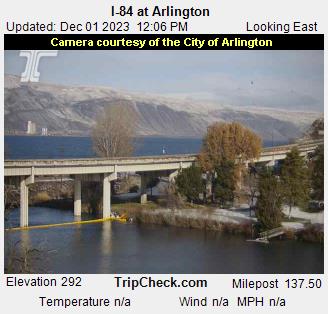 I-84 at Arlington
Updated: Dec 01 2023 12:06 PM Looking East
Camera courtesy of the City of Arlington
Elevation 292 TripCheck.com Milepost 137.50
Temperature n/a Wind n/a MPH n/a